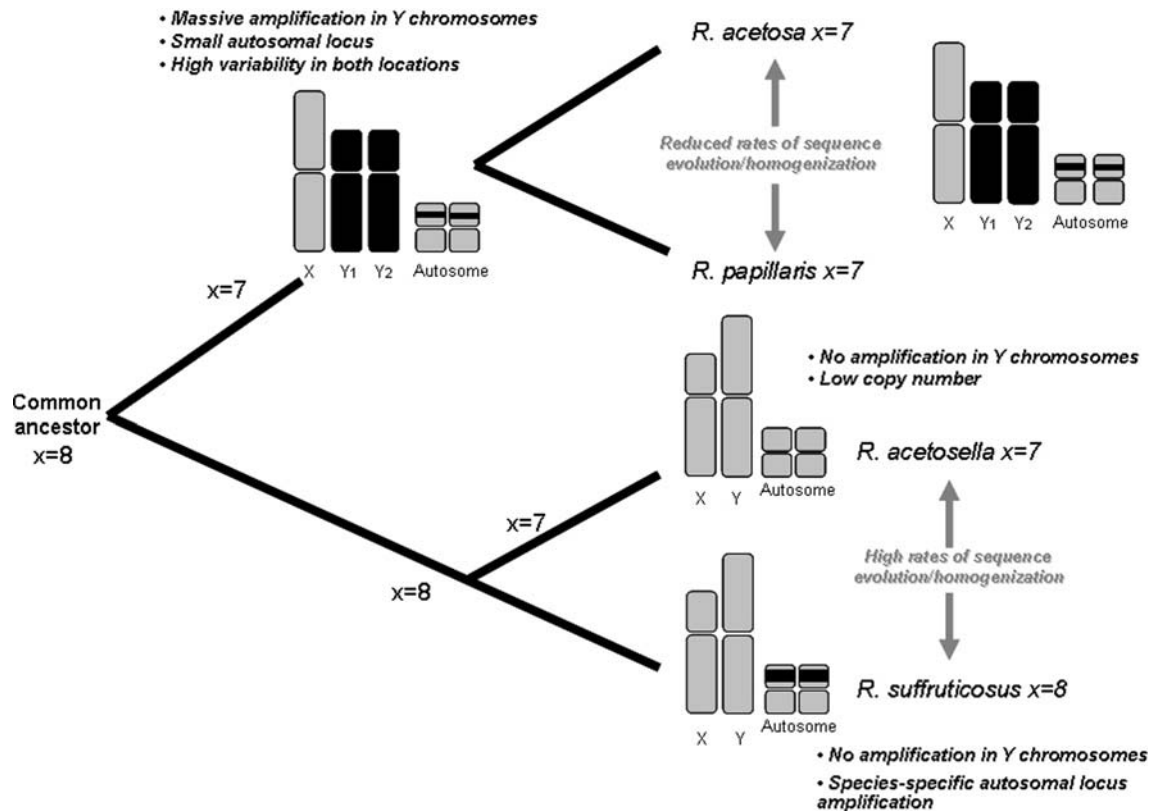 • Massive amplification in Y chromosomes
• Small autosomal locus
• High variability in both locations
X Y1 Y2 Autosome
R. acetosa x=7
Reduced rates of sequence
evolution/homogenization
X Y1 Y2 Autosome
R. papillaris x=7
x=7
Common
ancestor
x=8
• No amplification in Y chromosomes
• Low copy number
R. acetosella x=7
X Y Autosome
x=7
x=8
High rates of sequence
evolution/homogenization
R. suffruticosus x=8
X Y Autosome
• No amplification in Y chromosomes
• Species-specific autosomal locus
amplification